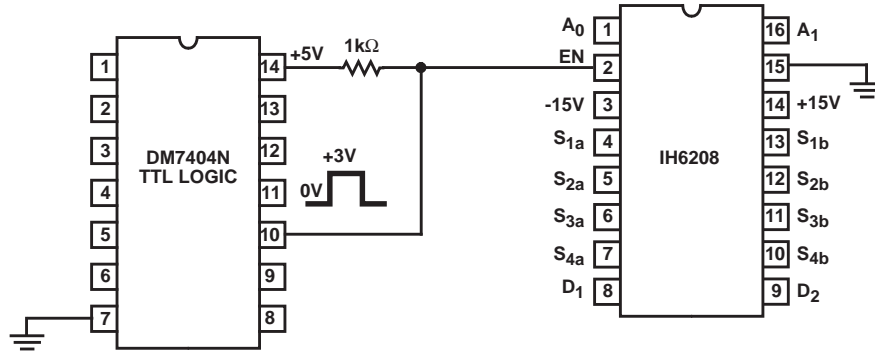 1
2
3
4
5
6
7
14
13
12
11
10
9
8
DM7404N
TTL LOGIC
+5V
1kΩ
+3V
0V
A0
EN
-15V
S1a
S2a
S3a
S4a
D1
1
2
3
4
5
6
7
8
IH6208
16
15
14
13
12
11
10
9
A1
+15V
S1b
S2b
S3b
S4b
D2